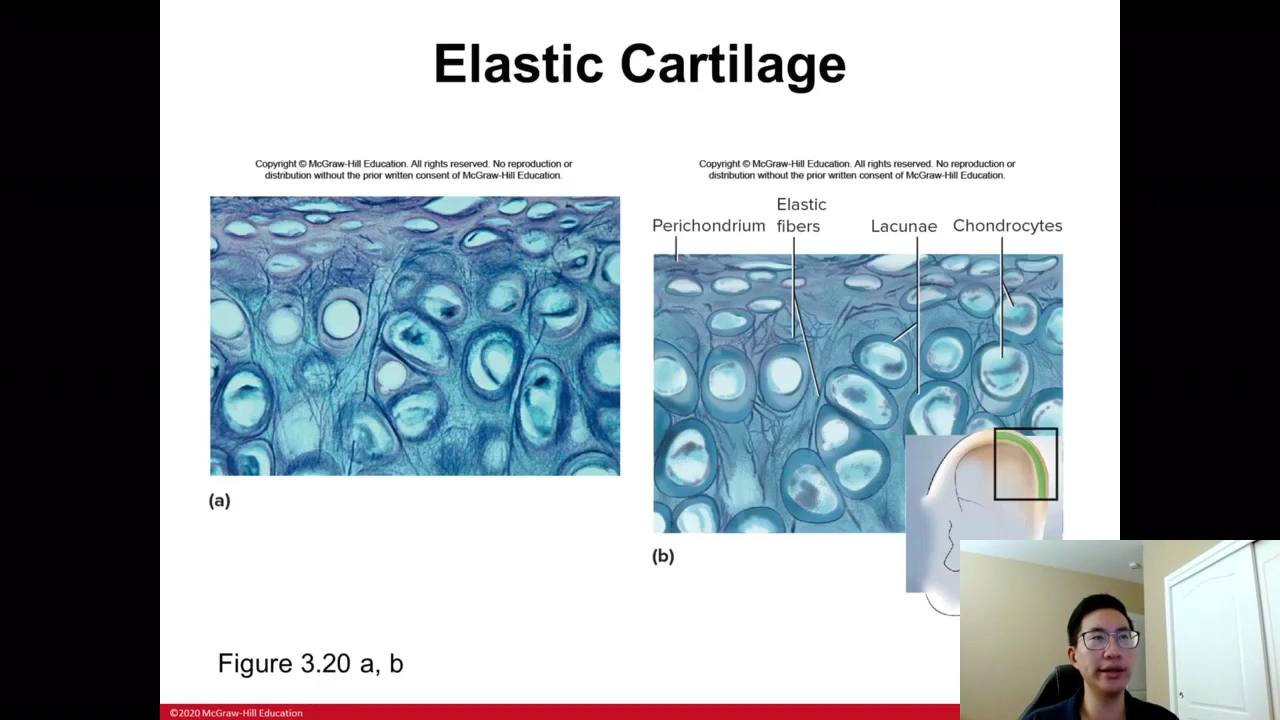 Elastic Cartilage
Copyright © McGraw-Hill Education. All rights reserved. No reproduction or
distribution without the prior written consent of McGraw-Hill Education.
Copyright © McGraw-Hill Education. All rights reserved. No reproduction or
distribution without the prior written consent of McGraw-Hill Education.
Elastic
Perichondrium fibers Lacunae Chondrocytes
(a)
(b)
Figure 3.20 a, b
©2020 McGraw-Hill Education